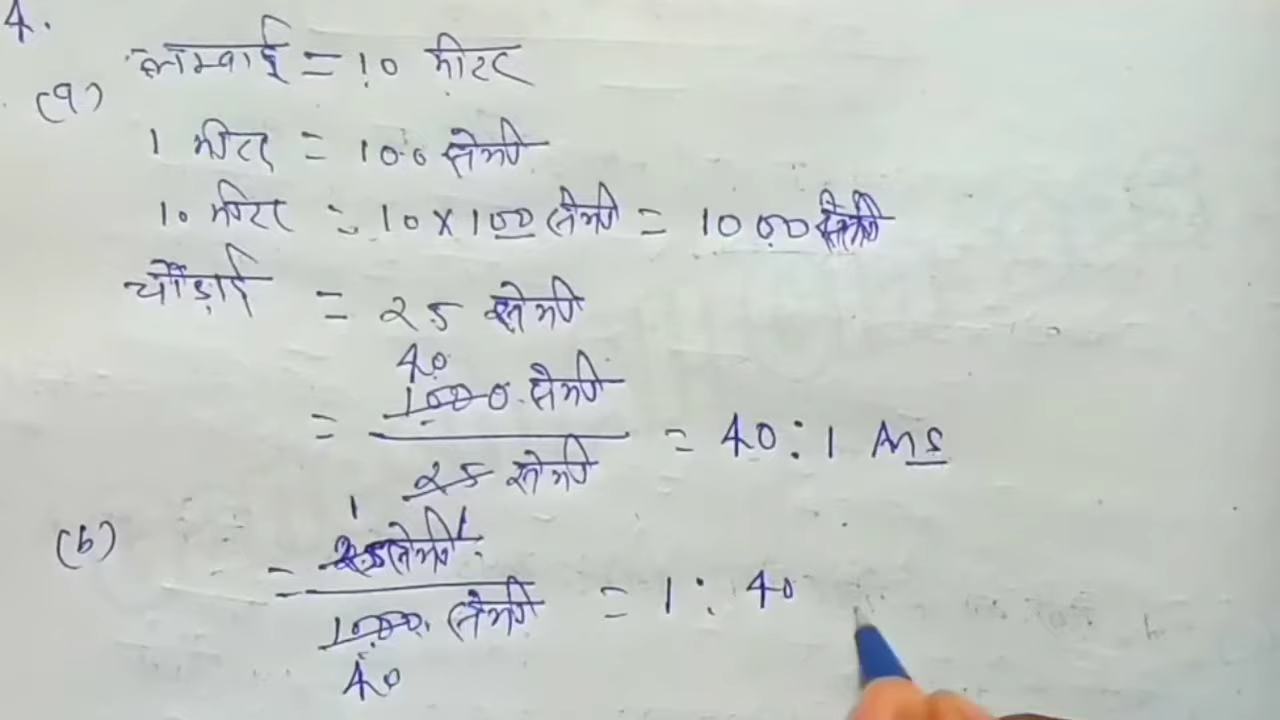 4.
(a) लम्बाई = 10 मीटर
1 मीटर = 100 सेमी
10 मीटर = 10 x 100 सेमी = 1000 सेमी
चौड़ाई = 25 सेमी
40
= 1000 सेमी / 25 सेमी = 40 : 1 Ans
1
(b) = 25 सेमी / 1000 सेमी = 1 : 40
40